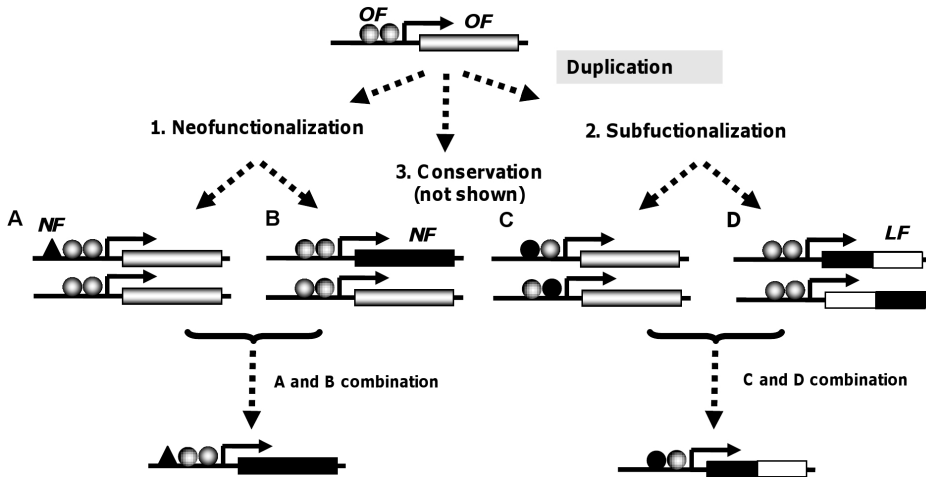 OF
OF
Duplication
1. Neofunctionalization
2. Subfuctionalization
3. Conservation
(not shown)
A
NF
B
NF
C
D
LF
A and B combination
C and D combination